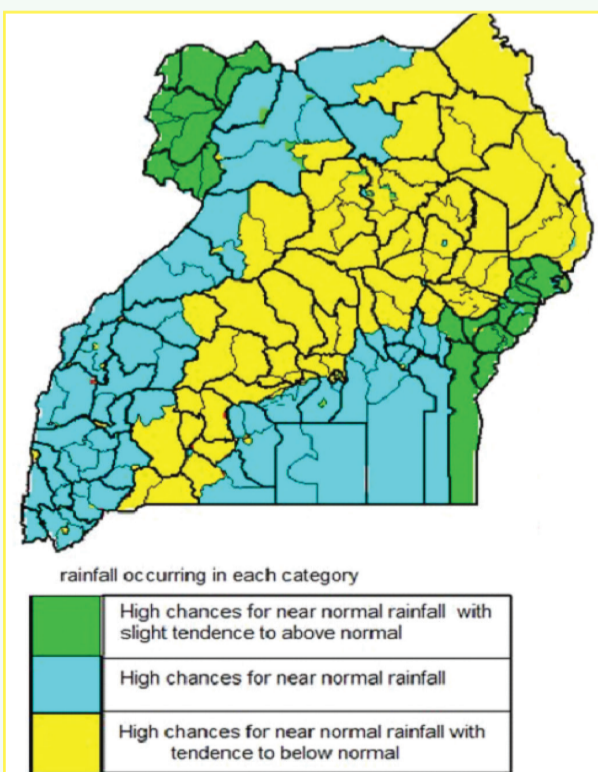 rainfall occurring in each category
High chances for near normal rainfall with
slight tendence to above normal
High chances for near normal rainfall
High chances for near normal rainfall with
tendence to below normal